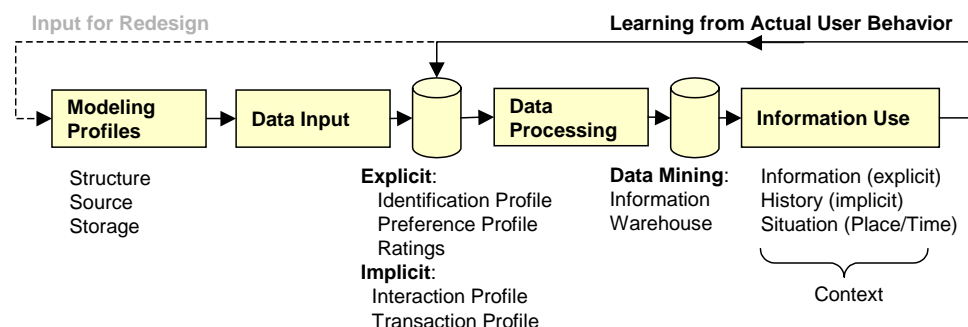 Input for Redesign
Learning from Actual User Behavior
Modeling
Profiles
Data Input
Data
Processing
Information Use
Structure
Source
Storage
Explicit:
Identification Profile
Preference Profile
Ratings
Implicit:
Interaction Profile
Transaction Profile
Data Mining:
Information
Warehouse
Information (explicit)
History (implicit)
Situation (Place/Time)
Context